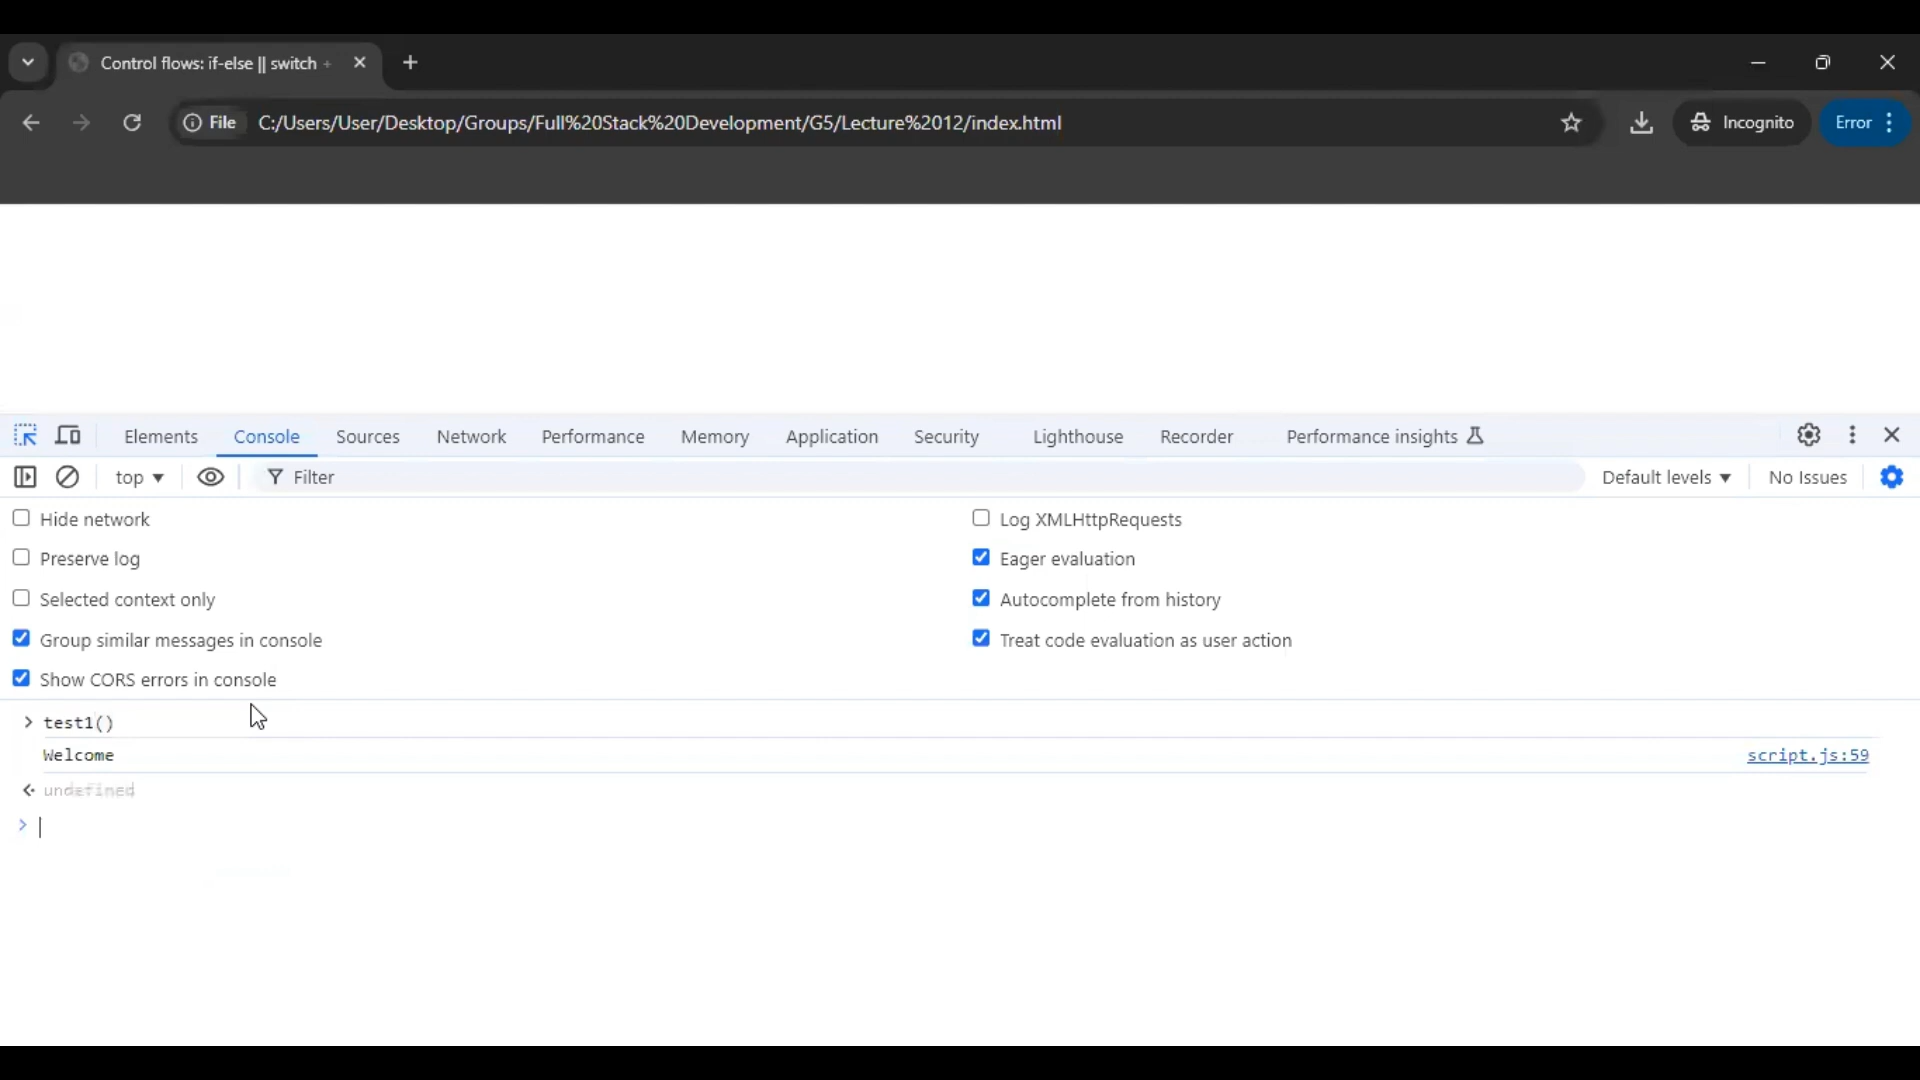 Control flows: if-else || switch +
File C:/Users/User/Desktop/Groups/Full%20Stack%20Development/G5/Lecture%2012/index.html Incognito Error
Elements Console Sources Network Performance Memory Application Security Lighthouse Recorder Performance insights
top Filter Default levels No Issues
Hide network Log XMLHttpRequests
Preserve log Eager evaluation
Selected context only Autocomplete from history
Group similar messages in console Treat code evaluation as user action
Show CORS errors in console
> test1()
Welcome script.js:59
undefined
>